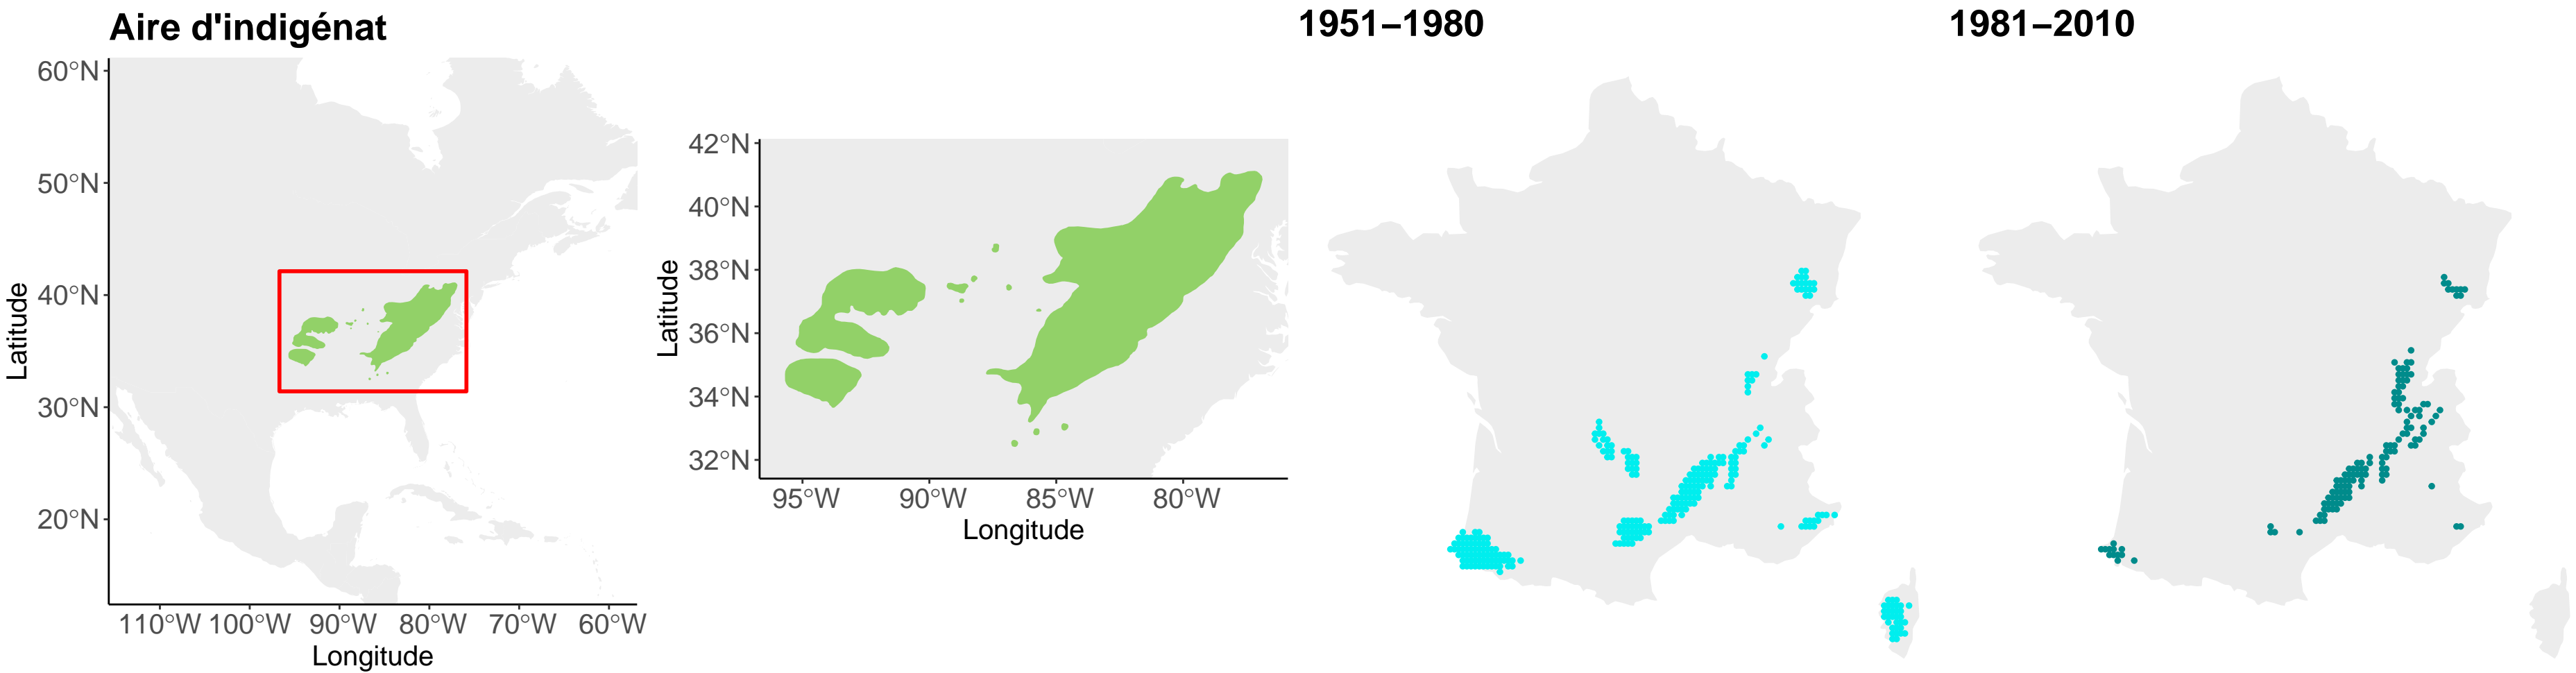 Aire d'indigénat
1951–1980
1981–2010
60°N
50°N
40°N
30°N
20°N
Latitude
110°W 100°W 90°W 80°W 70°W 60°W
Longitude
42°N
40°N
38°N
36°N
34°N
32°N
Latitude
95°W 90°W 85°W 80°W
Longitude